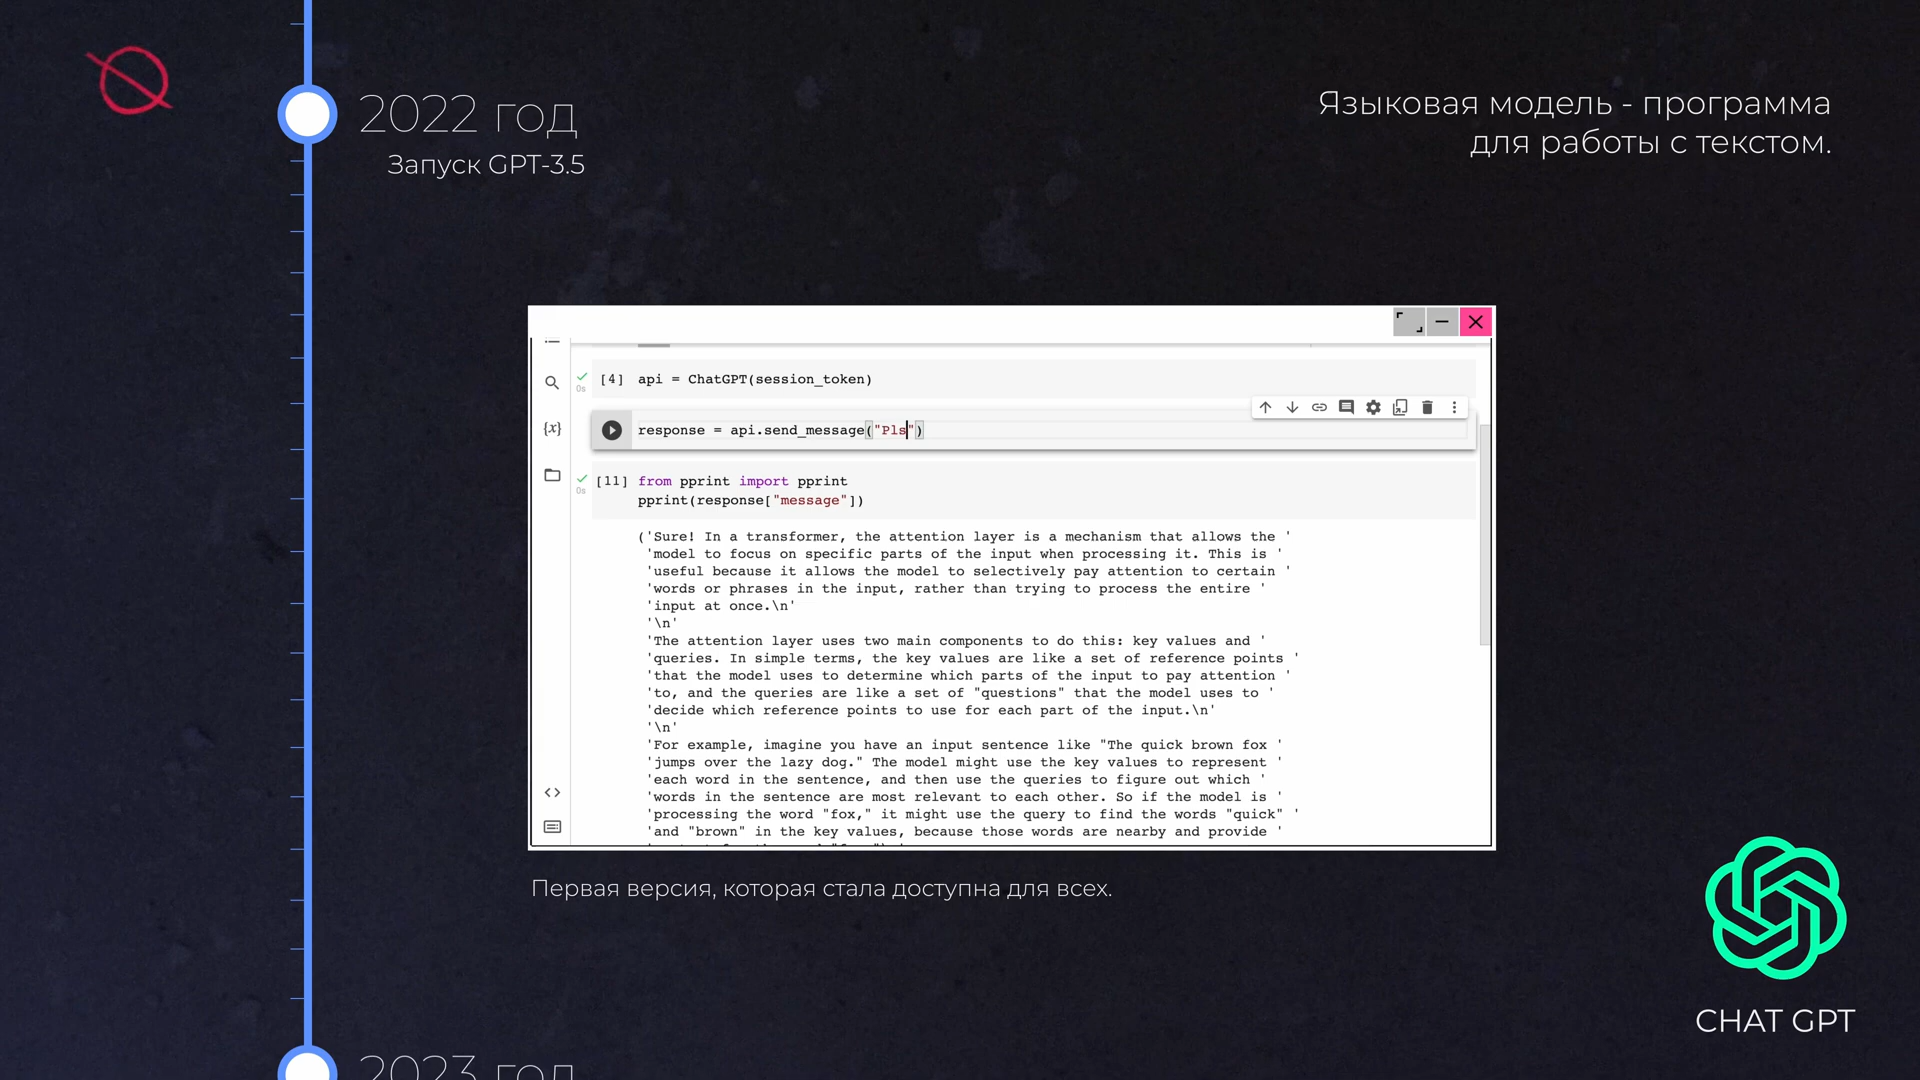 2022 год
Запуск GPT-3.5
Языковая модель - программа
для работы с текстом.
[4] api = ChatGPT(session_token)
0s
{x}
response = api.send_message("Pls")
[11] from pprint import pprint
0s
pprint(response["message"])
('Sure! In a transformer, the attention layer is a mechanism that allows the '
'model to focus on specific parts of the input when processing it. This is '
'useful because it allows the model to selectively pay attention to certain '
'words or phrases in the input, rather than trying to process the entire '
'input at once.\n'
'\n'
'The attention layer uses two main components to do this: key values and '
'queries. In simple terms, the key values are like a set of reference points '
'that the model uses to determine which parts of the input to pay attention '
'to, and the queries are like a set of "questions" that the model uses to '
'decide which reference points to use for each part of the input.\n'
'\n'
'For example, imagine you have an input sentence like "The quick brown fox '
'jumps over the lazy dog." The model might use the key values to represent '
'each word in the sentence, and then use the queries to figure out which '
'words in the sentence are most relevant to each other. So if the model is '
'processing the word "fox," it might use the query to find the words "quick" '
'and "brown" in the key values, because those words are nearby and provide '
Первая версия, которая стала доступна для всех.
CHAT GPT
2023 год